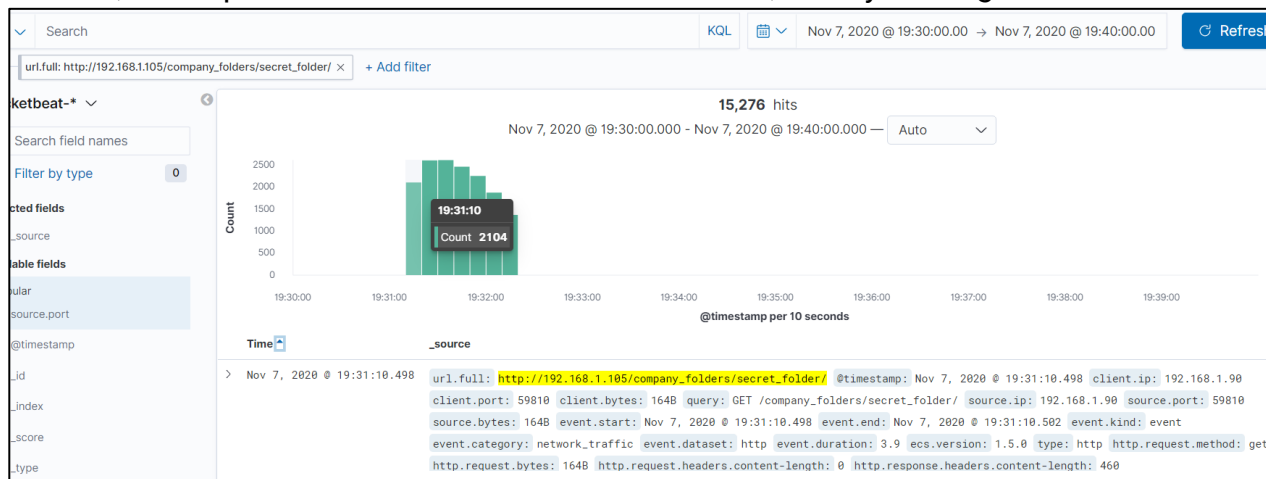 Search KQL Nov 7, 2020 @ 19:30:00.00 → Nov 7, 2020 @ 19:40:00.00 Refresh
url.full: http://192.168.1.105/company_folders/secret_folder/ × + Add filter
ketbeat-*
Search field names
Filter by type 0
cted fields
_source
lable fields
ular
source.port
@timestamp
_id
_index
_score
_type
15,276 hits
Nov 7, 2020 @ 19:30:00.000 - Nov 7, 2020 @ 19:40:00.000 — Auto
Count
2500
2000
1500
1000
500
0
19:31:10
Count 2104
19:30:00 19:31:00 19:32:00 19:33:00 19:34:00 19:35:00 19:36:00 19:37:00 19:38:00 19:39:00
@timestamp per 10 seconds
Time _source
> Nov 7, 2020 @ 19:31:10.498 url.full: http://192.168.1.105/company_folders/secret_folder/ @timestamp: Nov 7, 2020 @ 19:31:10.498 client.ip: 192.168.1.90
client.port: 59810 client.bytes: 164B query: GET /company_folders/secret_folder/ source.ip: 192.168.1.90 source.port: 59810
source.bytes: 164B event.start: Nov 7, 2020 @ 19:31:10.498 event.end: Nov 7, 2020 @ 19:31:10.502 event.kind: event
event.category: network_traffic event.dataset: http event.duration: 3.9 ecs.version: 1.5.0 type: http http.request.method: get
http.request.bytes: 164B http.request.headers.content-length: 0 http.response.headers.content-length: 460